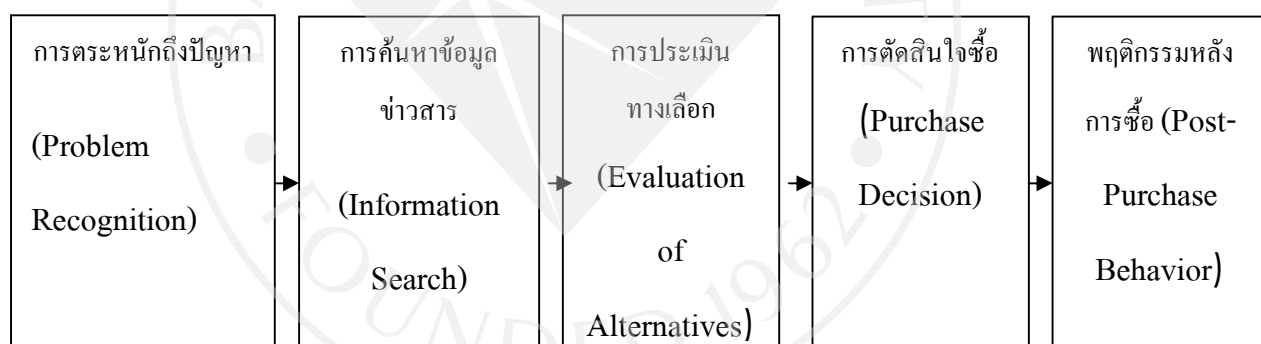 การตระหนักถึงปัญหา
(Problem
Recognition)
การค้นหาข้อมูล
ข่าวสาร
(Information
Search)
การประเมิน
ทางเลือก
(Evaluation
of
Alternatives)
การตัดสินใจซื้อ
(Purchase
Decision)
พฤติกรรมหลัง
การซื้อ (Post-
Purchase
Behavior)
FOUNDED 1962